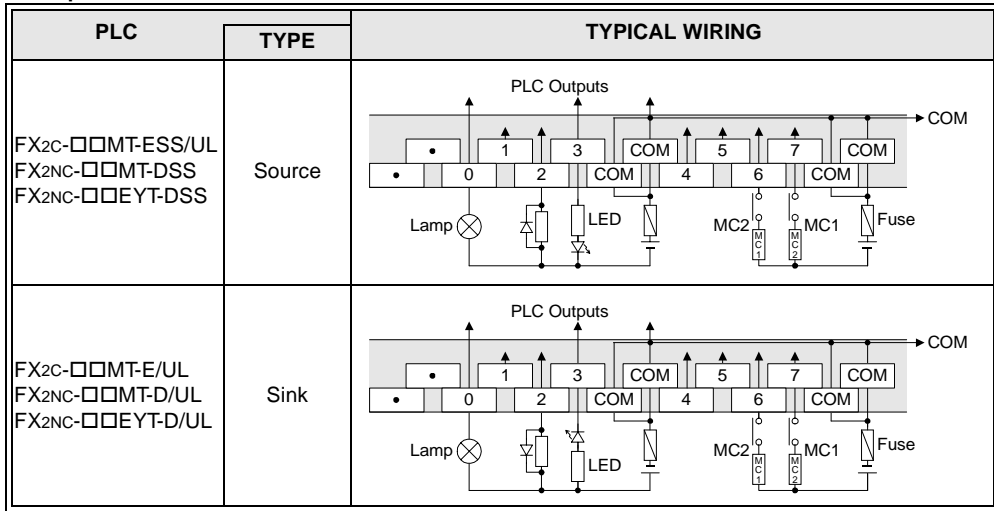 PLC TYPE TYPICAL WIRING
FX2C-□□MT-ESS/UL
FX2NC-□□MT-DSS
FX2NC-□□EYT-DSS
Source
PLC Outputs
COM
• 1 3 COM 5 7 COM
• 0 2 COM 4 6 COM
Lamp LED MC2 MC1 Fuse
MC1 MC2
FX2C-□□MT-E/UL
FX2NC-□□MT-D/UL
FX2NC-□□EYT-D/UL
Sink
PLC Outputs
COM
• 1 3 COM 5 7 COM
• 0 2 COM 4 6 COM
Lamp LED MC2 MC1 Fuse
MC1 MC2